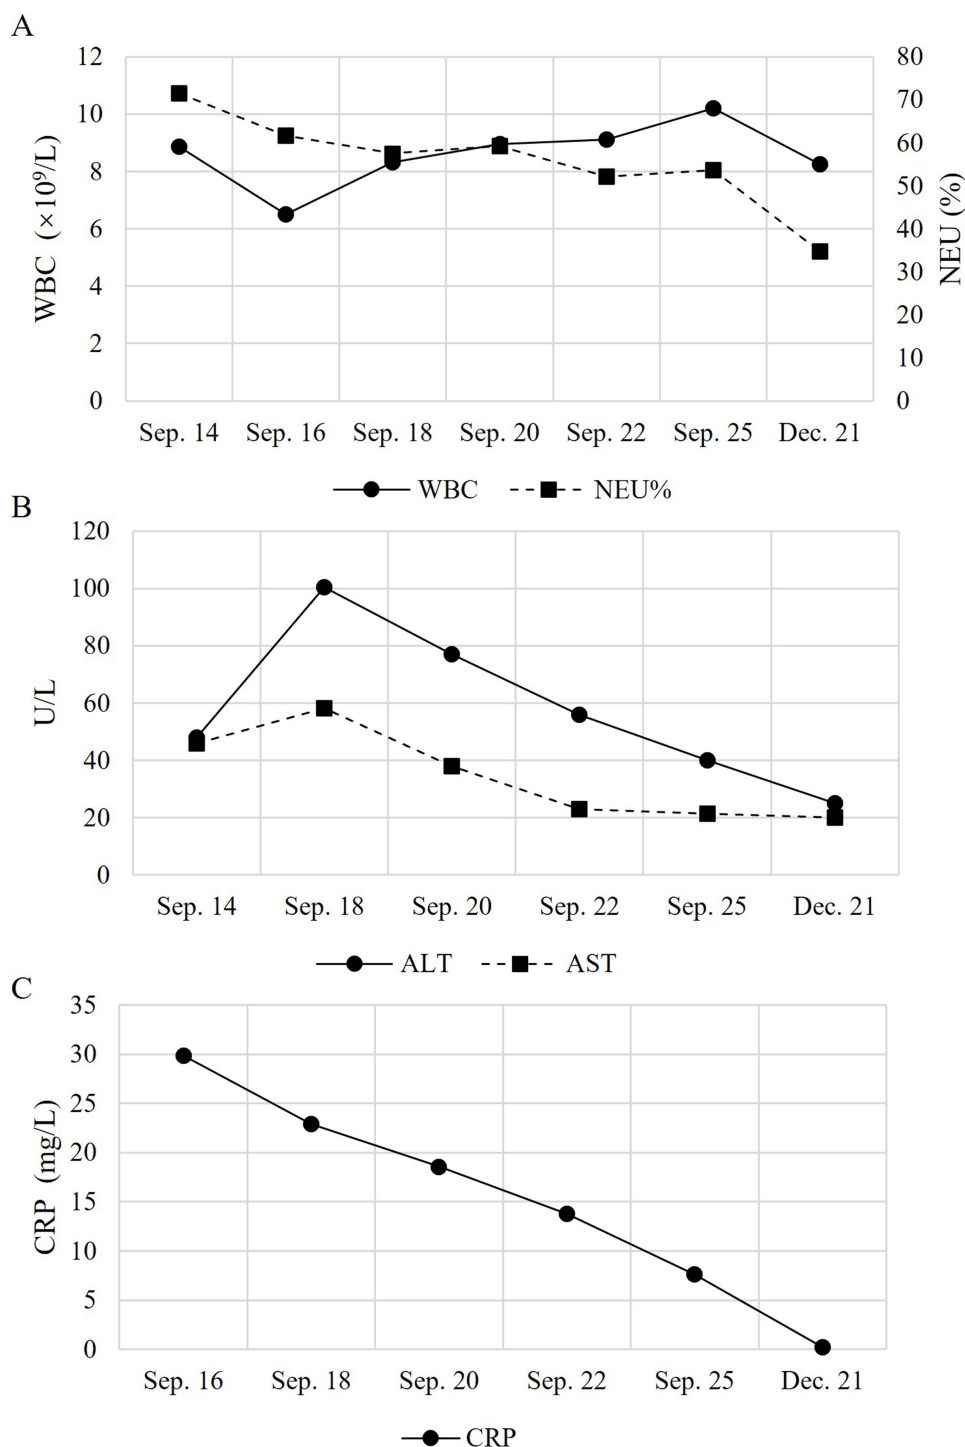 A
12
10
8
6
4
2
0
WBC (×10⁹/L)
80
70
60
50
40
30
20
10
0
NEU (%)
Sep. 14 Sep. 16 Sep. 18 Sep. 20 Sep. 22 Sep. 25 Dec. 21
WBC NEU%
B
120
100
80
60
40
20
0
U/L
Sep. 14 Sep. 18 Sep. 20 Sep. 22 Sep. 25 Dec. 21
ALT AST
C
35
30
25
20
15
10
5
0
CRP (mg/L)
Sep. 16 Sep. 18 Sep. 20 Sep. 22 Sep. 25 Dec. 21
CRP